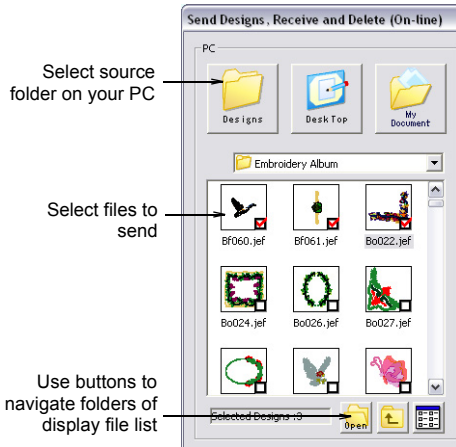 Send Designs, Receive and Delete (On-line)
PC
Select source
folder on your PC
Designs
Desk Top
My
Document
Embroidery Album
Select files to
send
Bf060.jef
Bf061.jef
Bo022.jef
Bo024.jef
Bo026.jef
Bo027.jef
Use buttons to
navigate folders of
display file list
Selected Designs :3
Open